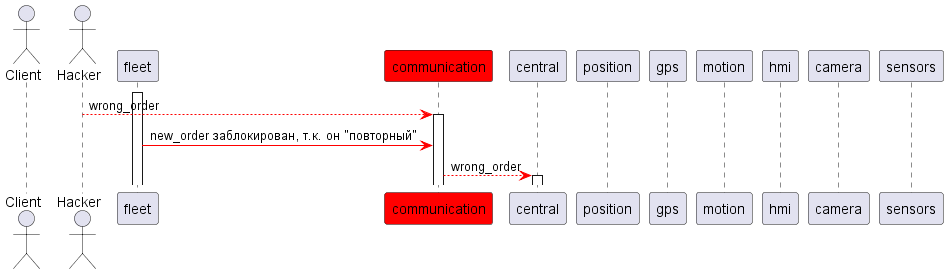 Client Hacker fleet communication central position gps motion hmi camera sensors
wrong_order
new_order заблокирован, т.к. он "повторный"
wrong_order
Client Hacker fleet communication central position gps motion hmi camera sensors